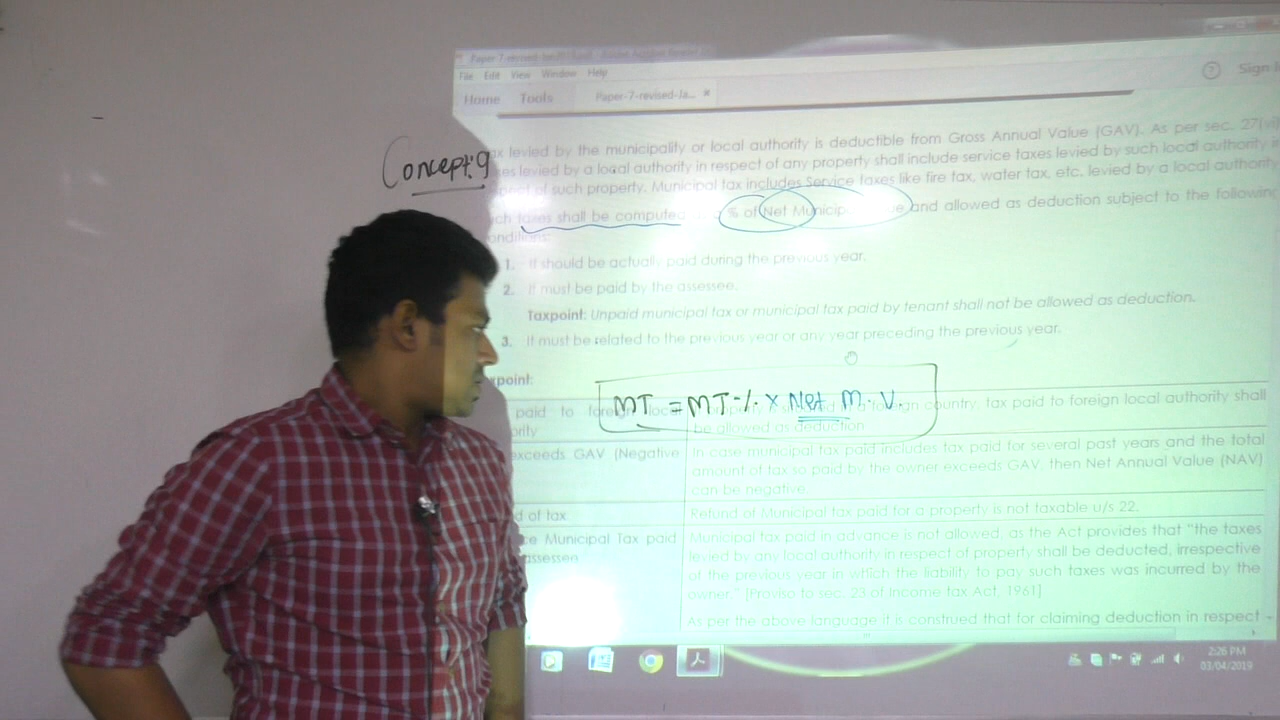 File Edit View Window Help
Home Tools Paper-7-revised-Ja... × Sign
Concept:9
levied by the municipality or local authority is deductible from Gross Annual Value (GAV). As per sec. 27
levied by a local authority in respect of any property shall include service taxes levied by such local authority
of such property. Municipal tax includes Service taxes like fire tax, water tax, etc. levied by a local authority
taxes shall be computed % of Net Municipal and allowed as deduction subject to the following
1. It should be actually paid during the previous year.
2. It must be paid by the assessee.
Taxpoint: Unpaid municipal tax or municipal tax paid by tenant shall not be allowed as deduction.
3. It must be related to the previous year or any year preceding the previous year.
MT = MT % x Net M.V.
paid to foreign local country, tax paid to foreign local authority shall
be allowed as deduction
exceeds GAV (Negative In case municipal tax paid includes tax paid for several past years and the total
amount of tax so paid by the owner exceeds GAV, then Net Annual Value (NAV)
can be negative.
of tax Refund of Municipal tax paid for a property is not taxable u/s 22.
Municipal Tax paid Municipal tax paid in advance is not allowed, as the Act provides that "the taxes
levied by any local authority in respect of property shall be deducted, irrespective
of the previous year in which the liability to pay such taxes was incurred by the
owner." [Proviso to sec. 23 of Income tax Act, 1961]
As per the above language it is construed that for claiming deduction in respect
2:26 PM
03/04/2019